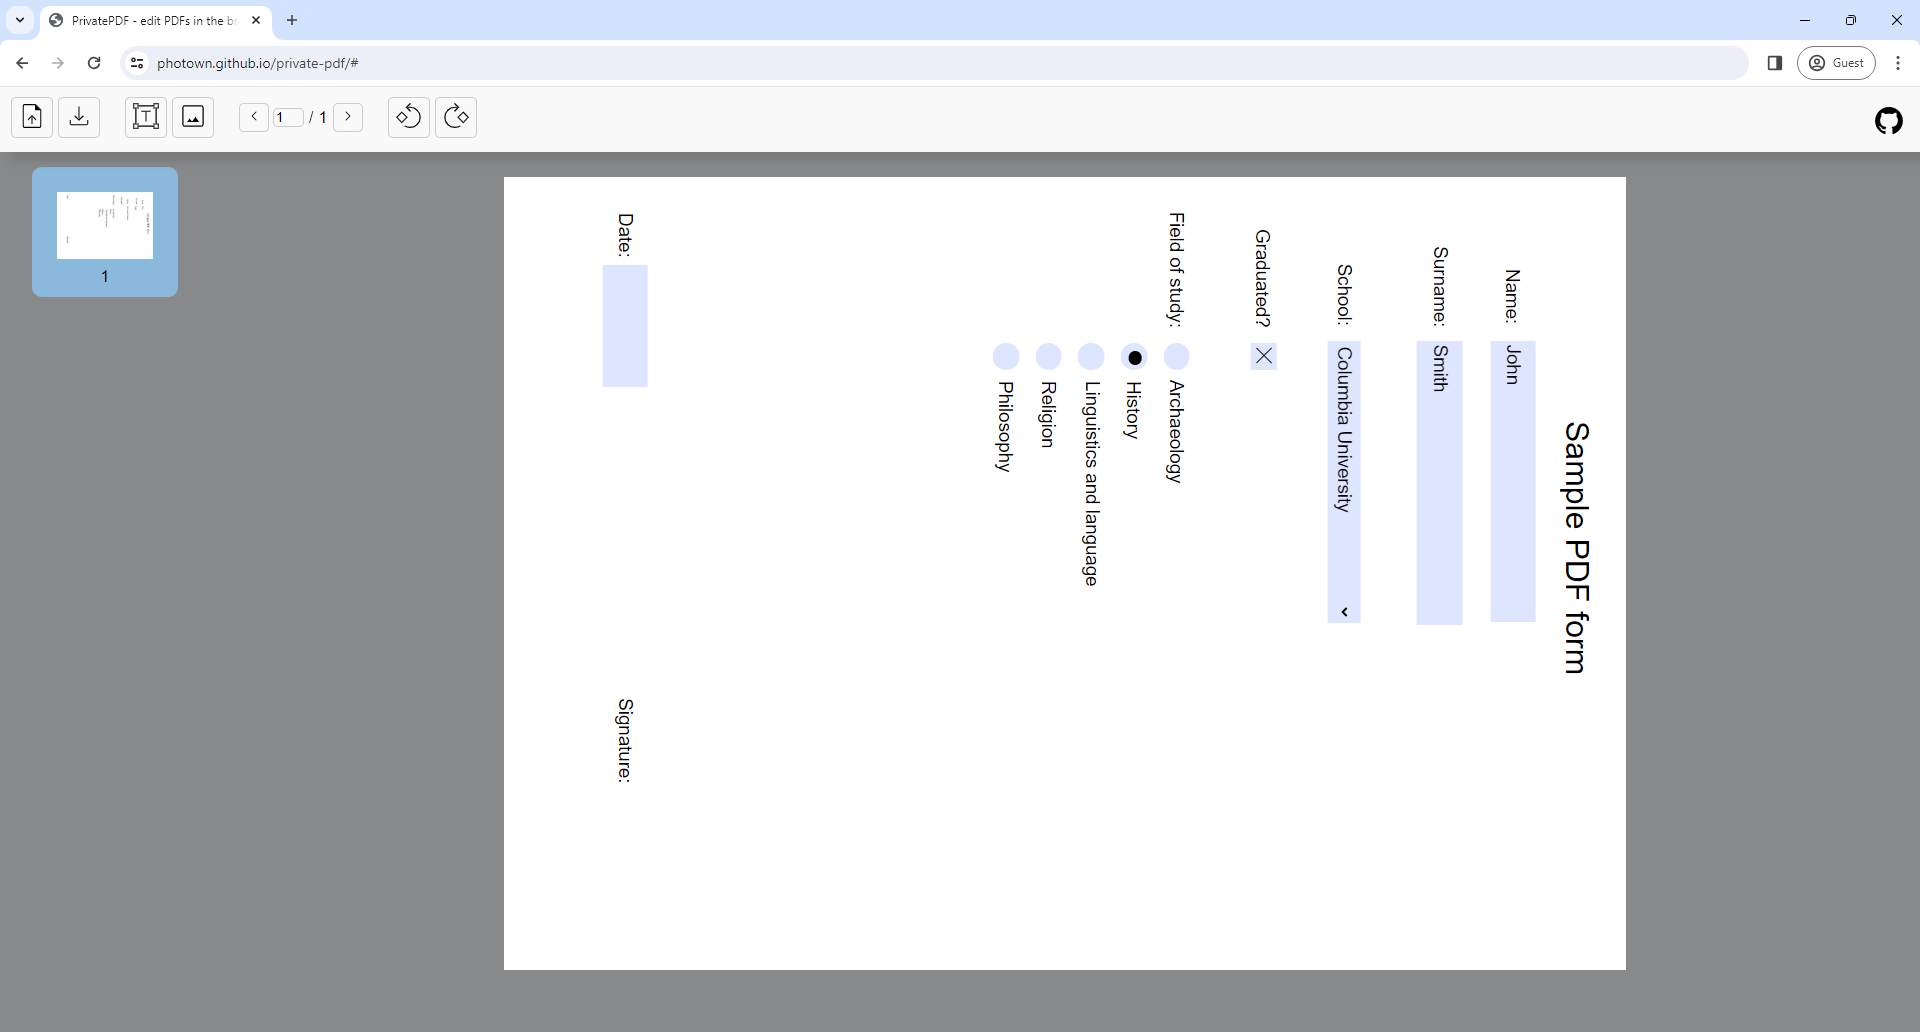 PrivatePDF - edit PDFs in the br
photown.github.io/private-pdf/#
Guest
T
1 / 1
1
Sample PDF form
Name: John
Surname: Smith
School: Columbia University
Graduated?
Field of study:
Archaeology
History
Linguistics and language
Religion
Philosophy
Date:
Signature: